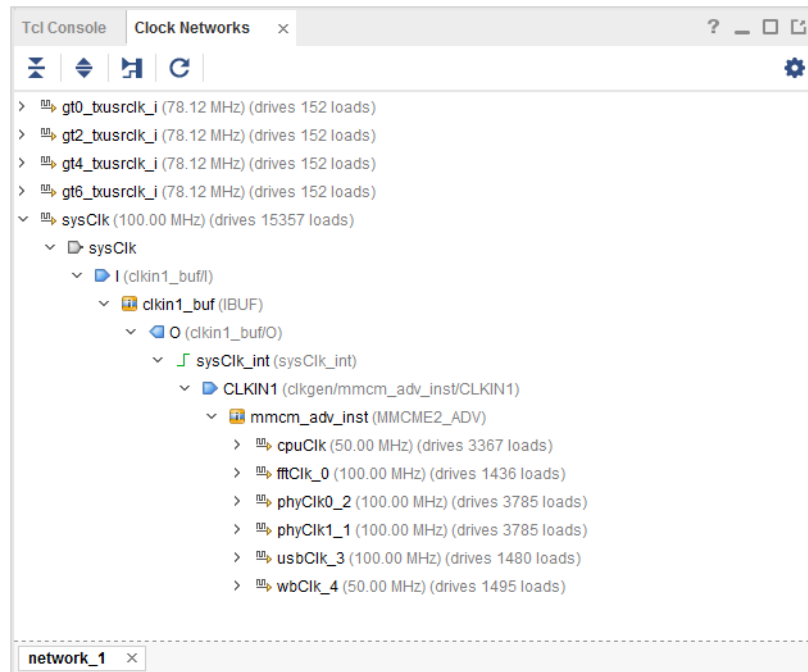 Tcl Console Clock Networks ×
?
gt0_txusrclk_i (78.12 MHz) (drives 152 loads)
gt2_txusrclk_i (78.12 MHz) (drives 152 loads)
gt4_txusrclk_i (78.12 MHz) (drives 152 loads)
gt6_txusrclk_i (78.12 MHz) (drives 152 loads)
sysClk (100.00 MHz) (drives 15357 loads)
sysClk
I (clkin1_buf/I)
clkin1_buf (IBUF)
O (clkin1_buf/O)
sysClk_int (sysClk_int)
CLKIN1 (clkgen/mmcm_adv_inst/CLKIN1)
mmcm_adv_inst (MMCME2_ADV)
cpuClk (50.00 MHz) (drives 3367 loads)
fftClk_0 (100.00 MHz) (drives 1436 loads)
phyClk0_2 (100.00 MHz) (drives 3785 loads)
phyClk1_1 (100.00 MHz) (drives 3785 loads)
usbClk_3 (100.00 MHz) (drives 1480 loads)
wbClk_4 (50.00 MHz) (drives 1495 loads)
network_1 ×